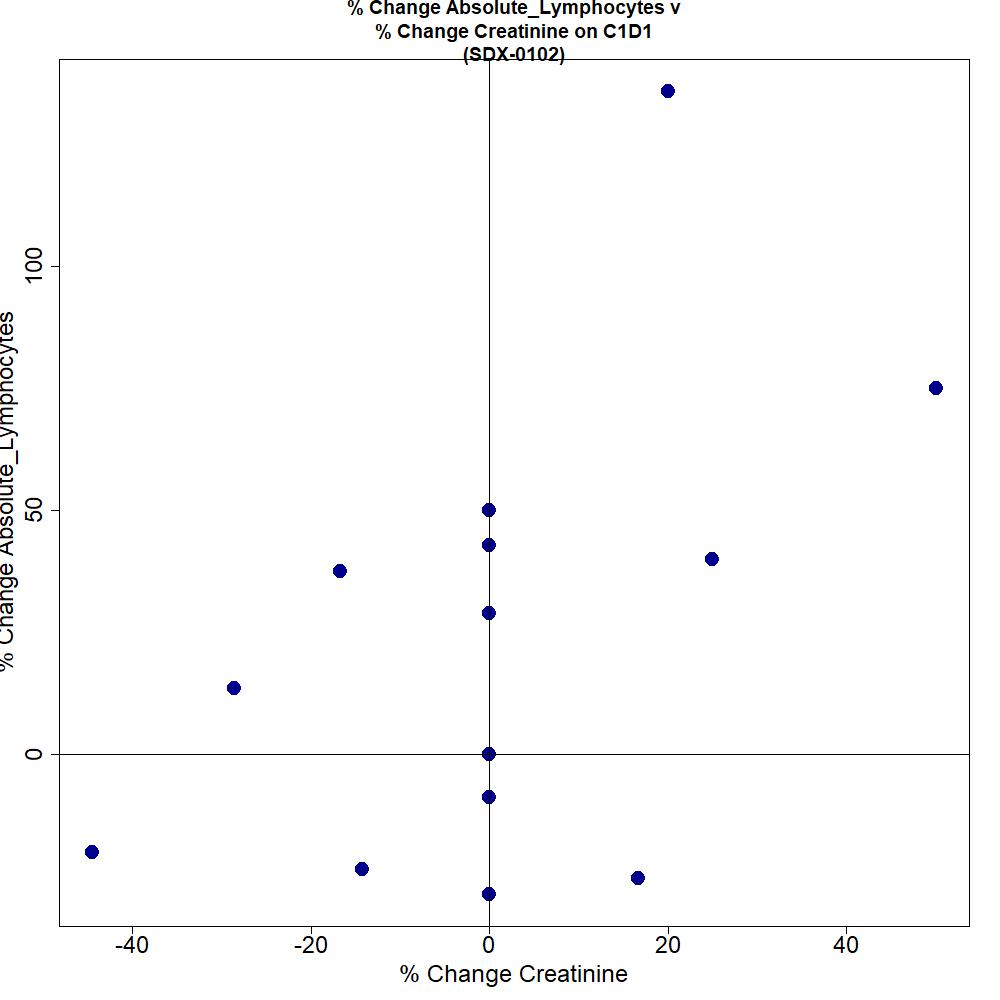 % Change Absolute_Lymphocytes v
% Change Creatinine on C1D1
(SDX-0102)
% Change Absolute_Lymphocytes
100
50
0
-40 -20 0 20 40
% Change Creatinine